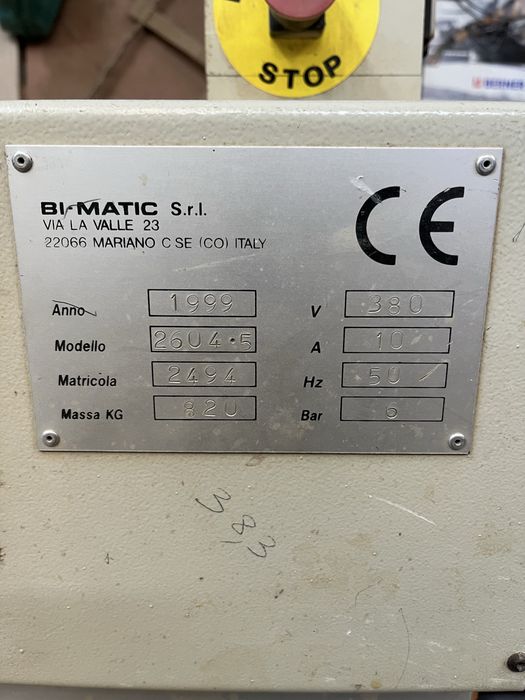 STOP
BERNER
BI-MATIC S.r.l.
VIA LA VALLE 23
22066 MARIANO C SE (CO) ITALY
CE
Anno 1999 V 380
Modello 2604.5 A 10
Matricola 2494 Hz 50
Massa KG 820 Bar 6
383